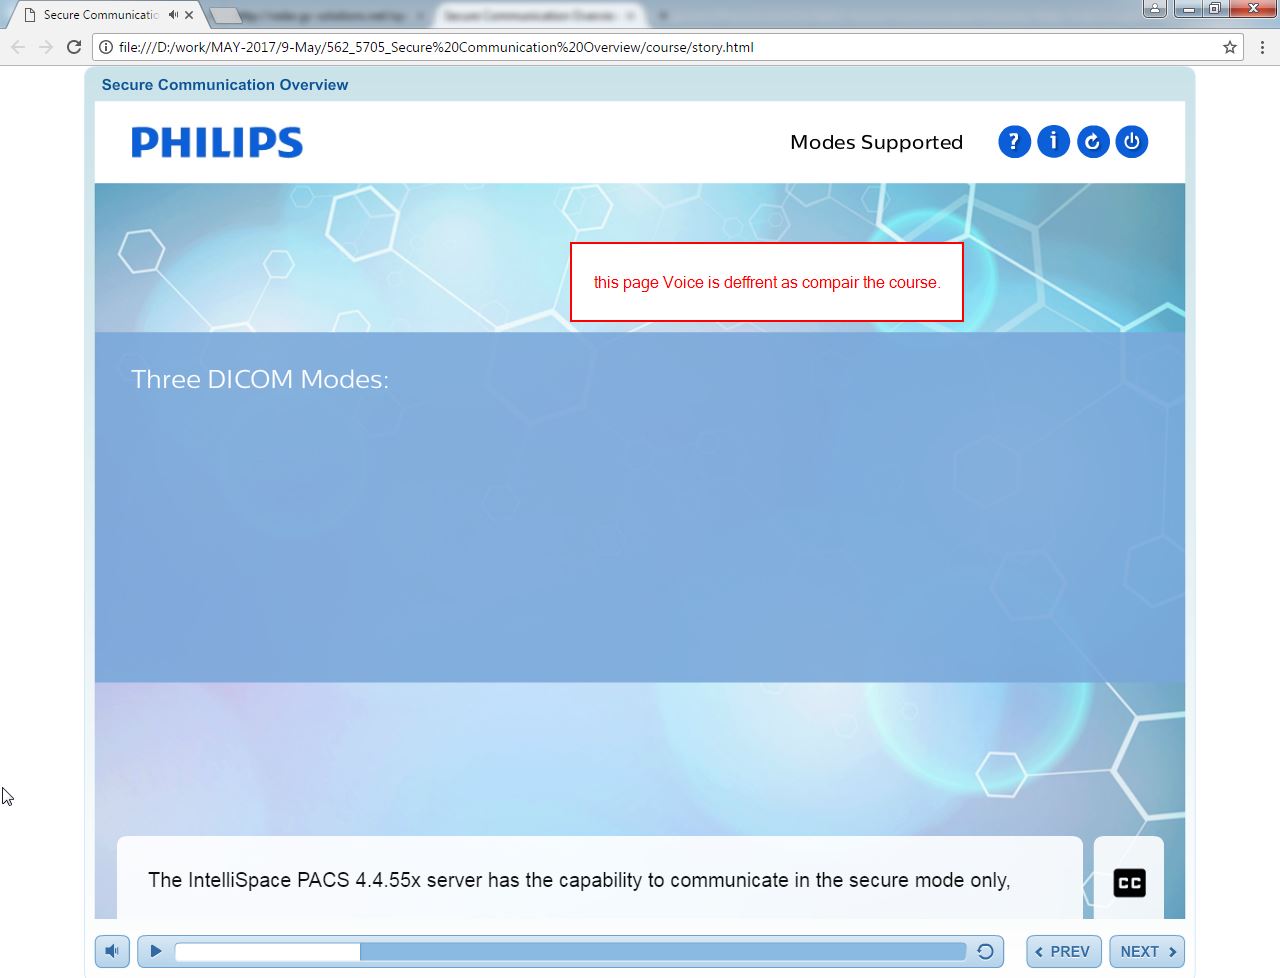 Secure Communicatio
file:///D:/work/MAY-2017/9-May/562_5705_Secure%20Communication%20Overview/course/story.html
Secure Communication Overview
PHILIPS
Modes Supported
this page Voice is deffrent as compair the course.
Three DICOM Modes:
The IntelliSpace PACS 4.4.55x server has the capability to communicate in the secure mode only,
CC
PREV
NEXT